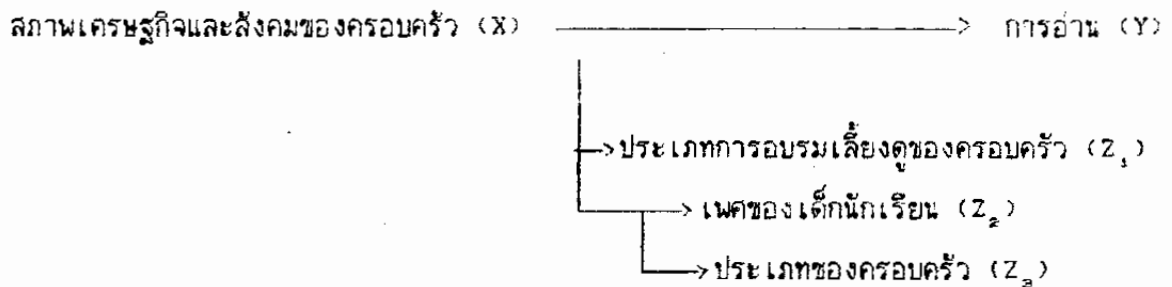 สภาพเศรษฐกิจและสังคมของครอบครัว (X) ⟶ การอ่าน (Y)
ประเภทการอบรมเลี้ยงดูของครอบครัว (Z₁)
เพศของเด็กนักเรียน (Z₂)
ประเภทของครอบครัว (Z₃)